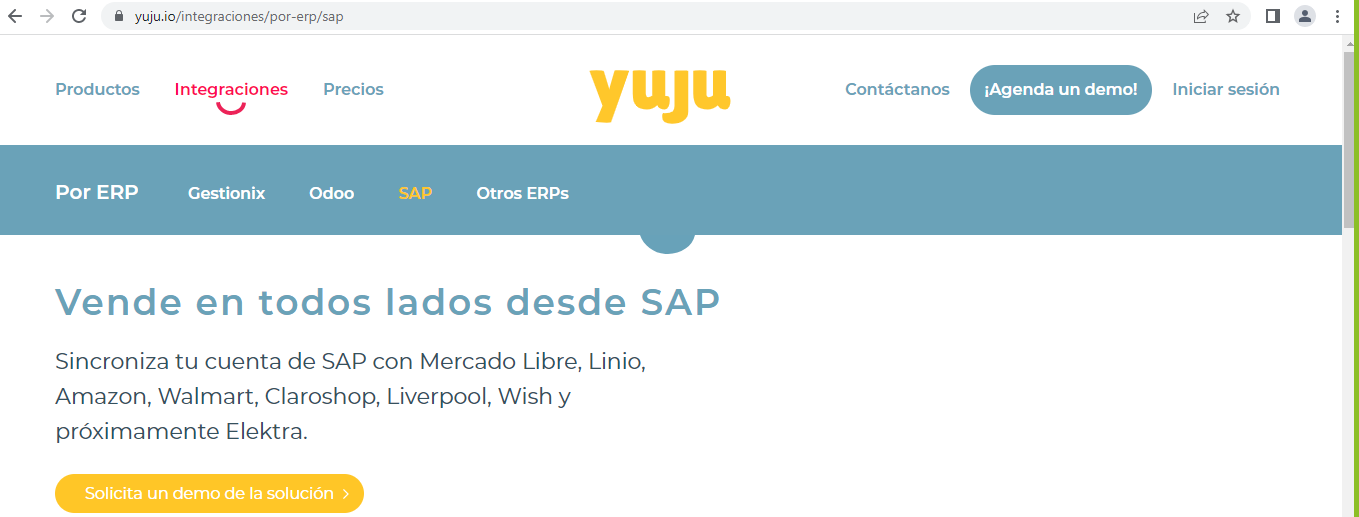 yuju.io/integraciones/por-erp/sap
Productos Integraciones Precios yuju Contáctanos ¡Agenda un demo! Iniciar sesión
Por ERP Gestionix Odoo SAP Otros ERPs
Vende en todos lados desde SAP
Sincroniza tu cuenta de SAP con Mercado Libre, Linio,
Amazon, Walmart, Claroshop, Liverpool, Wish y
próximamente Elektra.
Solicita un demo de la solución